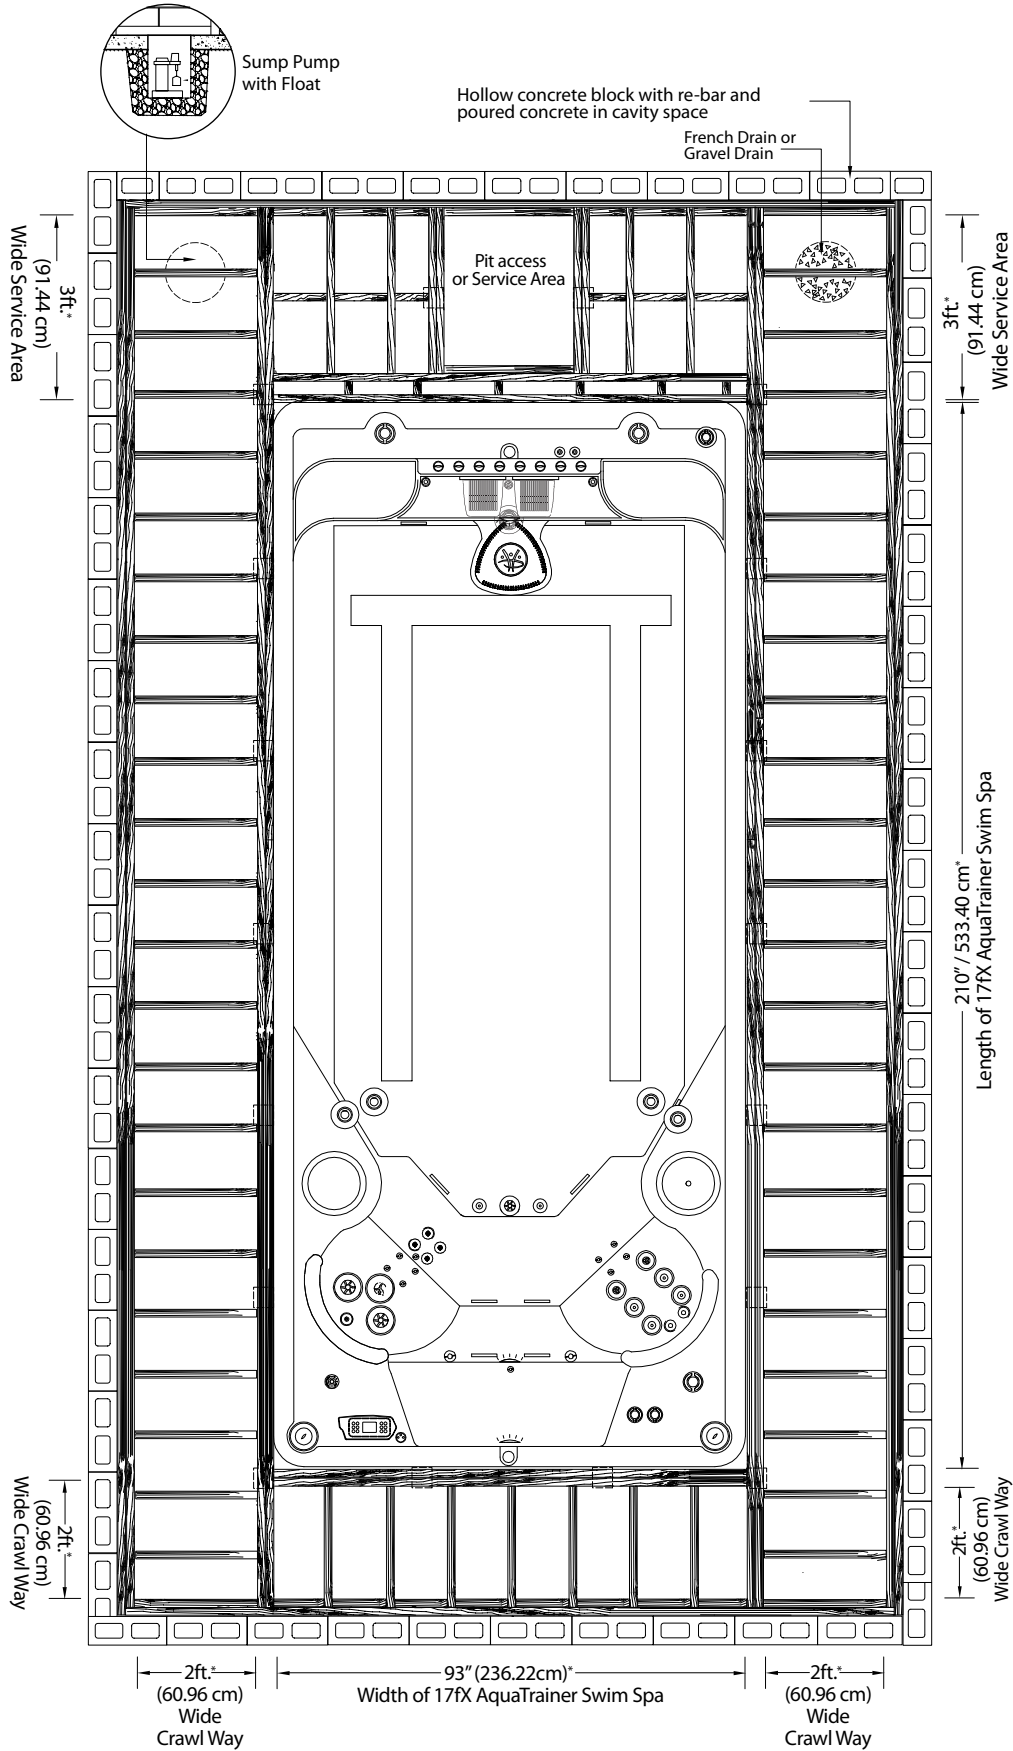 Sump Pump
with Float
Hollow concrete block with re-bar and
poured concrete in cavity space
French Drain or
Gravel Drain
Pit access
or Service Area
3ft.*
(91.44 cm)
Wide Service Area
3ft.*
(91.44 cm)
Wide Service Area
210” / 533.40 cm*
Length of 17fX AquaTrainer Swim Spa
2ft.*
(60.96 cm)
Wide Crawl Way
2ft.*
(60.96 cm)
Wide Crawl Way
2ft.*
(60.96 cm)
Wide
Crawl Way
93” (236.22cm)*
Width of 17fX AquaTrainer Swim Spa
2ft.*
(60.96 cm)
Wide
Crawl Way